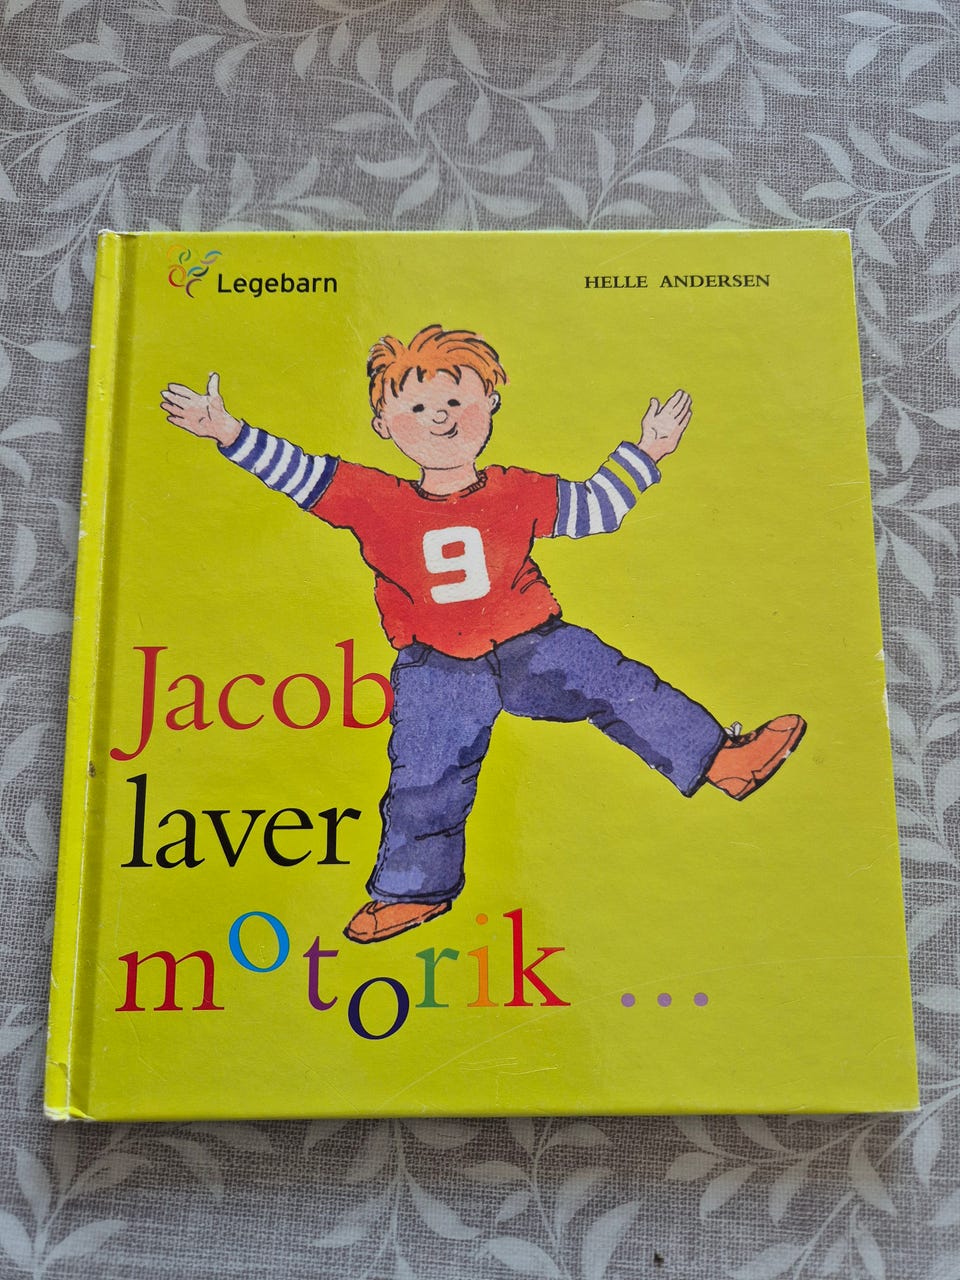 Legebarn
HELLE ANDERSEN
9
Jacob
laver
motorik ...